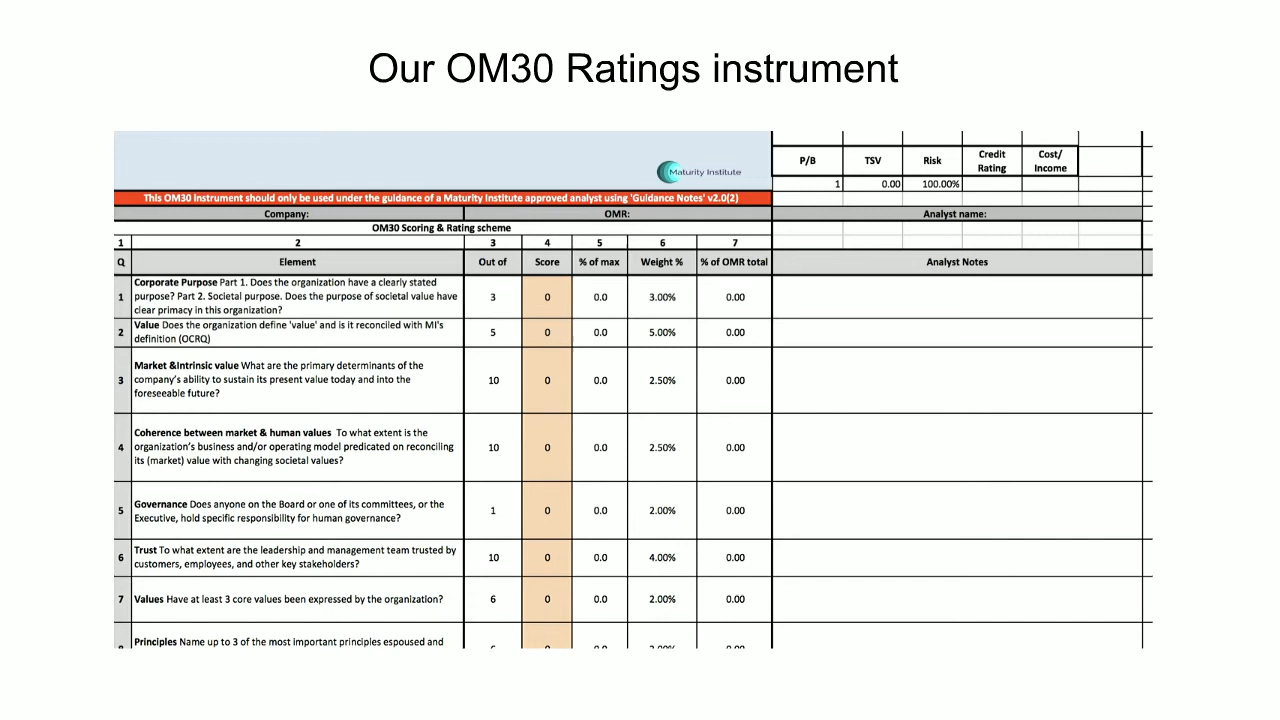 Our OM30 Ratings instrument
P/B TSV Risk Credit Rating Cost/ Income
Maturity Institute
1 0.00 100.00%
This OM30 Instrument should only be used under the guidance of a Maturity Institute approved analyst using 'Guidance Notes' v2.0(2)
Company: OMR: Analyst name:
OM30 Scoring & Rating scheme
1 2 3 4 5 6 7
Q Element Out of Score % of max Weight % % of OMR total Analyst Notes
Corporate Purpose Part 1. Does the organization have a clearly stated
1 purpose? Part 2. Societal purpose. Does the purpose of societal value have 3 0 0.0 3.00% 0.00
clear primacy in this organization?
2 Value Does the organization define 'value' and is it reconciled with MI's 5 0 0.0 5.00% 0.00
definition (OCRQ)
Market &Intrinsic value What are the primary determinants of the
3 company's ability to sustain its present value today and into the 10 0 0.0 2.50% 0.00
foreseeable future?
Coherence between market & human values To what extent is the
4 organization's business and/or operating model predicated on reconciling 10 0 0.0 2.50% 0.00
its (market) value with changing societal values?
5 Governance Does anyone on the Board or one of its committees, or the 1 0 0.0 2.00% 0.00
Executive, hold specific responsibility for human governance?
6 Trust To what extent are the leadership and management team trusted by 10 0 0.0 4.00% 0.00
customers, employees, and other key stakeholders?
7 Values Have at least 3 core values been expressed by the organization? 6 0 0.0 2.00% 0.00
Principles Name up to 3 of the most important principles espoused and